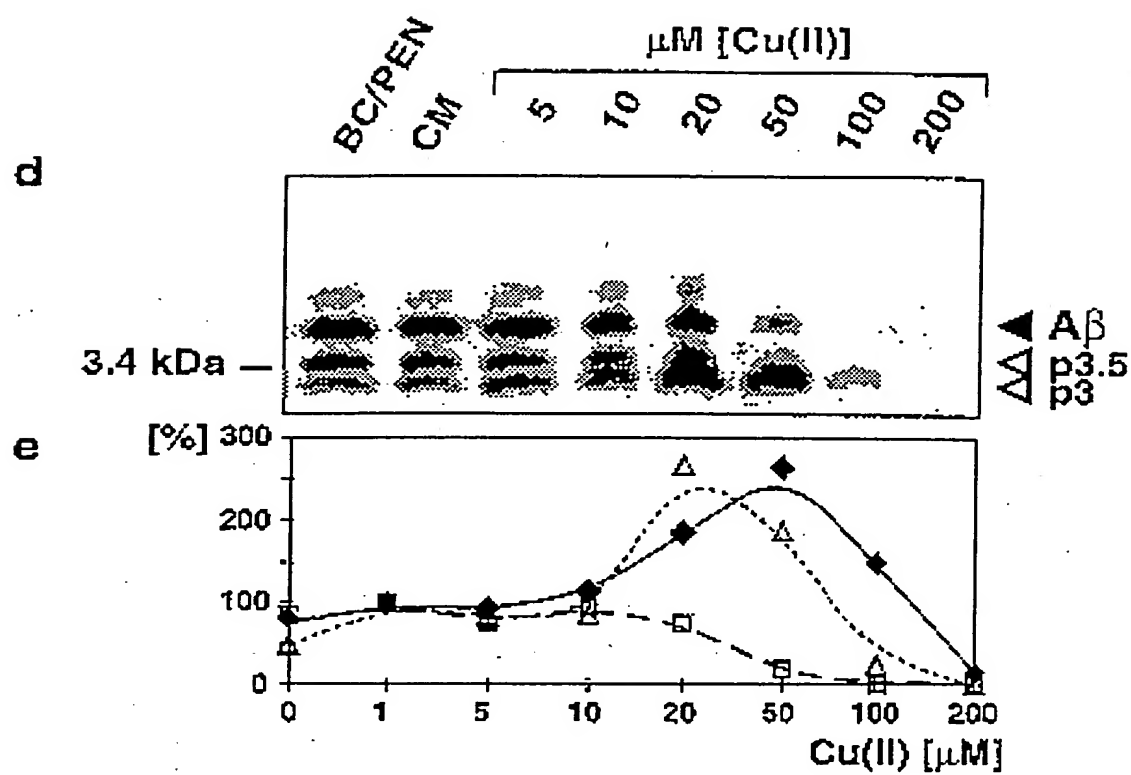 µM [Cu(II)]
BC/PEN CM 5 10 20 50 100 200
d
Aβ
3.4 kDa
p3.5
p3
e
[%] 300
200
100
0
0 1 5 10 20 50 100 200
Cu(II) [µM]